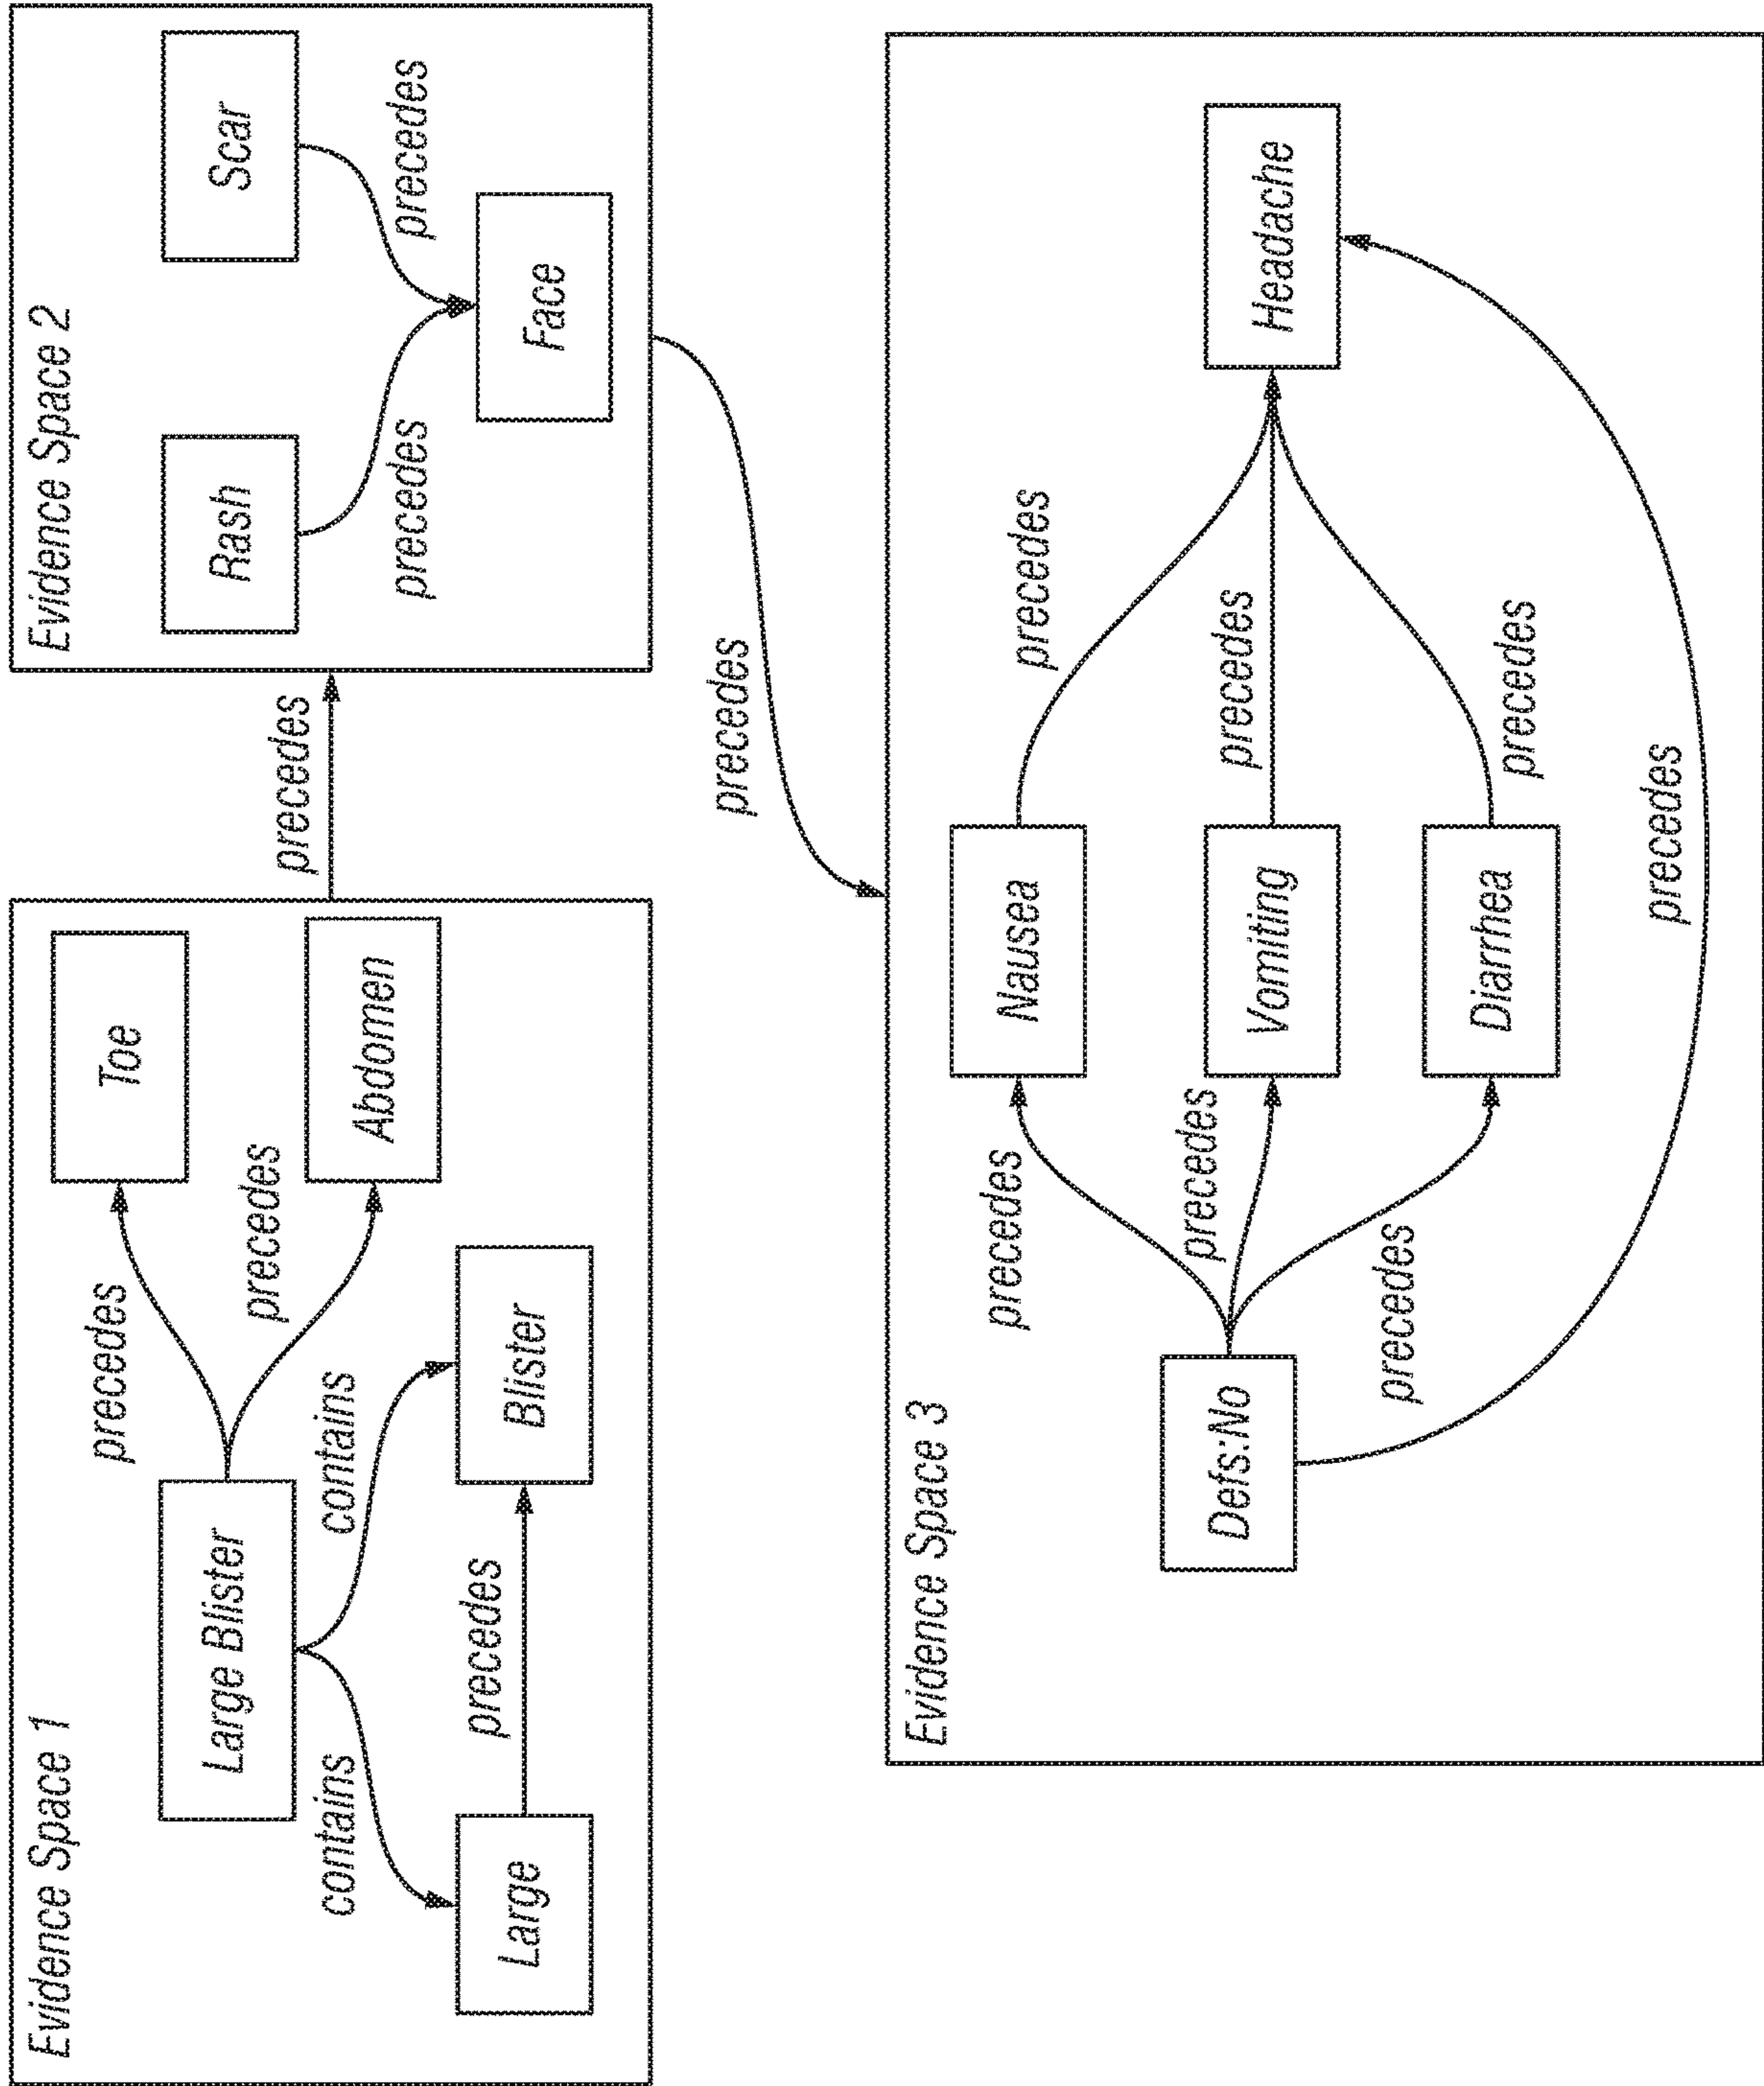 Evidence Space 1
Large Blister
precedes
Toe
precedes
Abdomen
contains
contains
Large
precedes
Blister
precedes
Evidence Space 2
Rash
Scar
precedes
precedes
Face
precedes
Evidence Space 3
Defs:No
precedes
precedes
precedes
Nausea
Vomiting
Diarrhea
precedes
precedes
precedes
Headache
precedes